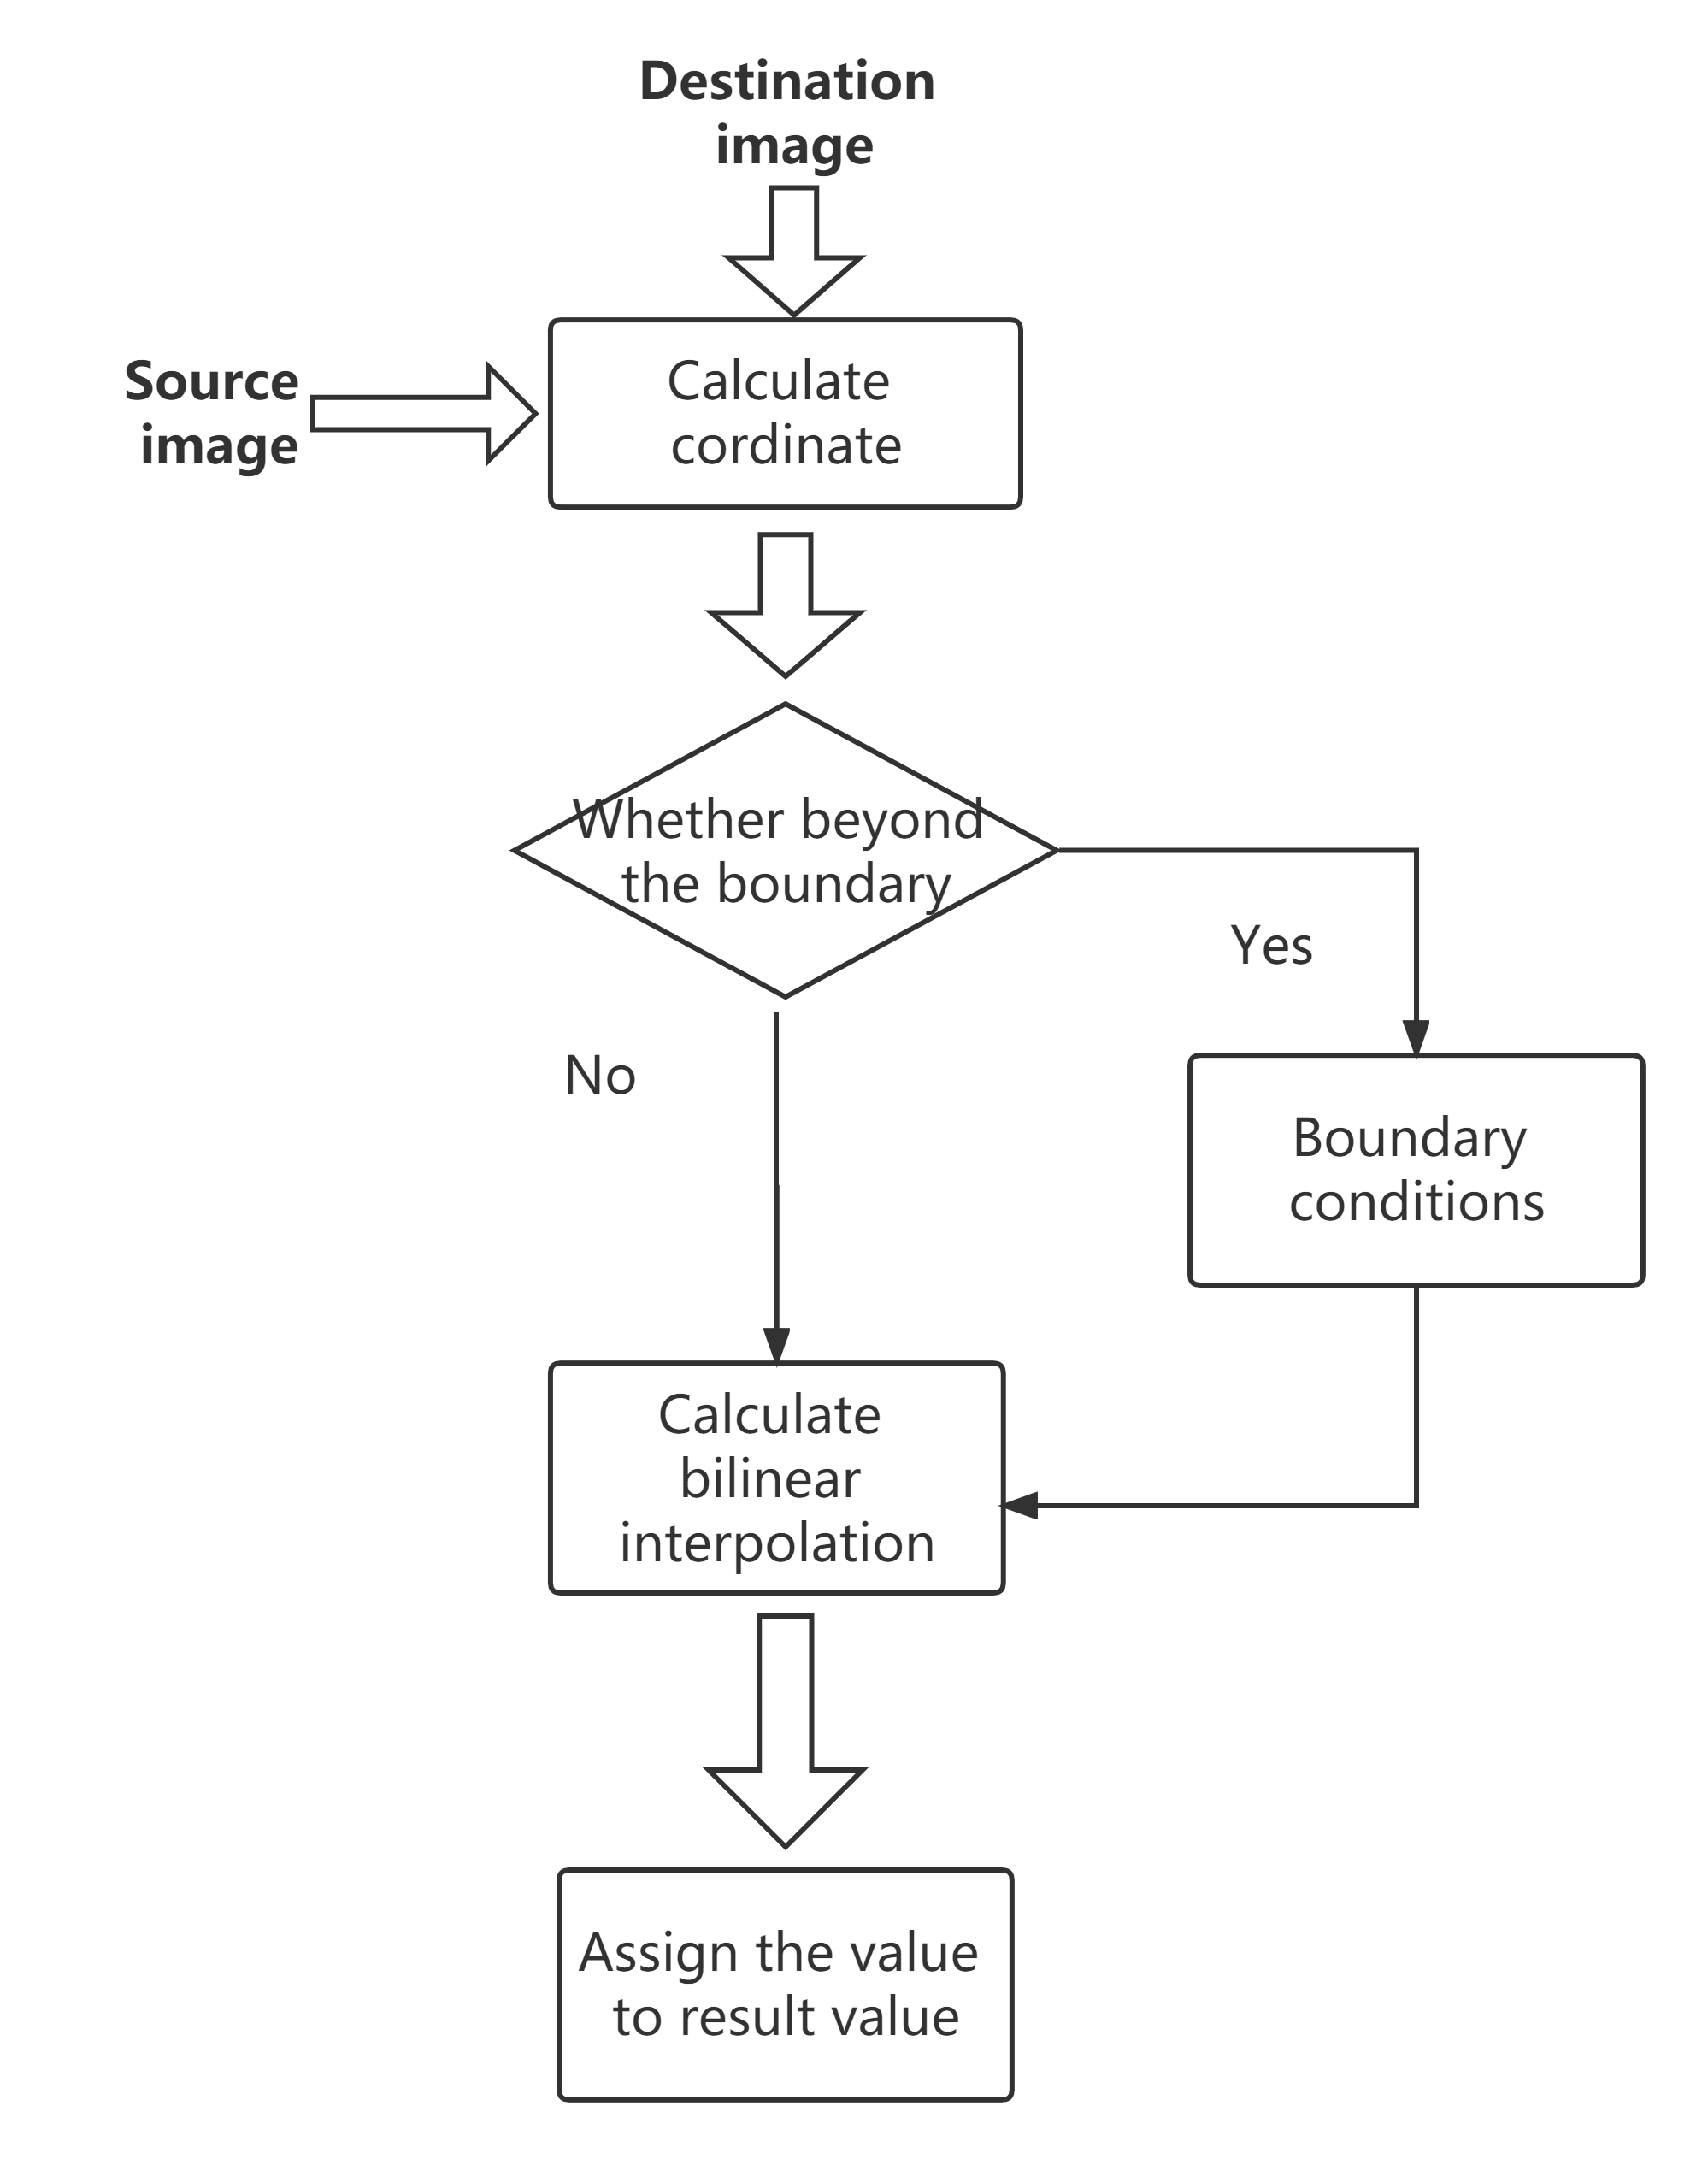 Destination
image
Source
image
Calculate
cordinate
Whether beyond
the boundary
Yes
No
Boundary
conditions
Calculate
bilinear
interpolation
Assign the value
to result value